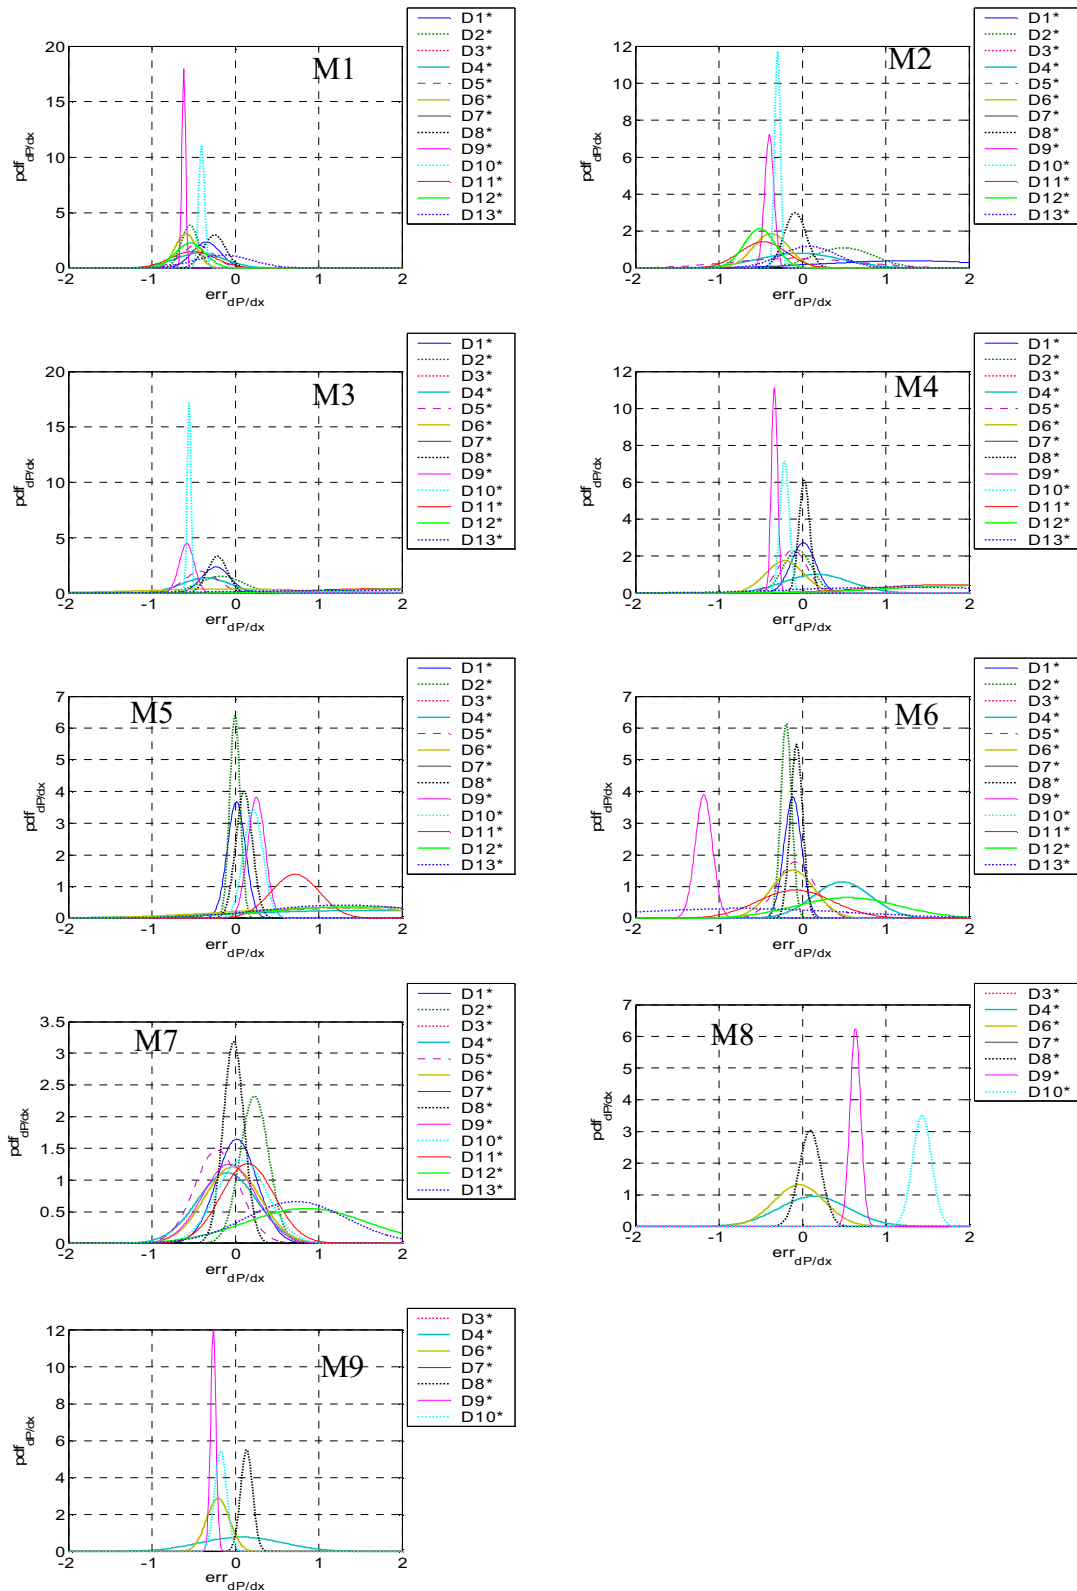 M1
20
15
10
5
0
-2 -1 0 1 2
pdf dP/dx
err dP/dx
D1*
D2*
D3*
D4*
D5*
D6*
D7*
D8*
D9*
D10*
D11*
D12*
D13*
M2
12
10
8
6
4
2
0
-2 -1 0 1 2
pdf dP/dx
err dP/dx
D1*
D2*
D3*
D4*
D5*
D6*
D7*
D8*
D9*
D10*
D11*
D12*
D13*
M3
20
15
10
5
0
-2 -1 0 1 2
pdf dP/dx
err dP/dx
D1*
D2*
D3*
D4*
D5*
D6*
D7*
D8*
D9*
D10*
D11*
D12*
D13*
M4
12
10
8
6
4
2
0
-2 -1 0 1 2
pdf dP/dx
err dP/dx
D1*
D2*
D3*
D4*
D5*
D6*
D7*
D8*
D9*
D10*
D11*
D12*
D13*
M5
7
6
5
4
3
2
1
0
-2 -1 0 1 2
pdf dP/dx
err dP/dx
D1*
D2*
D3*
D4*
D5*
D6*
D7*
D8*
D9*
D10*
D11*
D12*
D13*
M6
7
6
5
4
3
2
1
0
-2 -1 0 1 2
pdf dP/dx
err dP/dx
D1*
D2*
D3*
D4*
D5*
D6*
D7*
D8*
D9*
D10*
D11*
D12*
D13*
M7
3.5
3
2.5
2
1.5
1
0.5
0
-2 -1 0 1 2
pdf dP/dx
err dP/dx
D1*
D2*
D3*
D4*
D5*
D6*
D7*
D8*
D9*
D10*
D11*
D12*
D13*
M8
7
6
5
4
3
2
1
0
-2 -1 0 1 2
pdf dP/dx
err dP/dx
D3*
D4*
D6*
D7*
D8*
D9*
D10*
M9
12
10
8
6
4
2
0
-2 -1 0 1 2
pdf dP/dx
err dP/dx
D3*
D4*
D6*
D7*
D8*
D9*
D10*